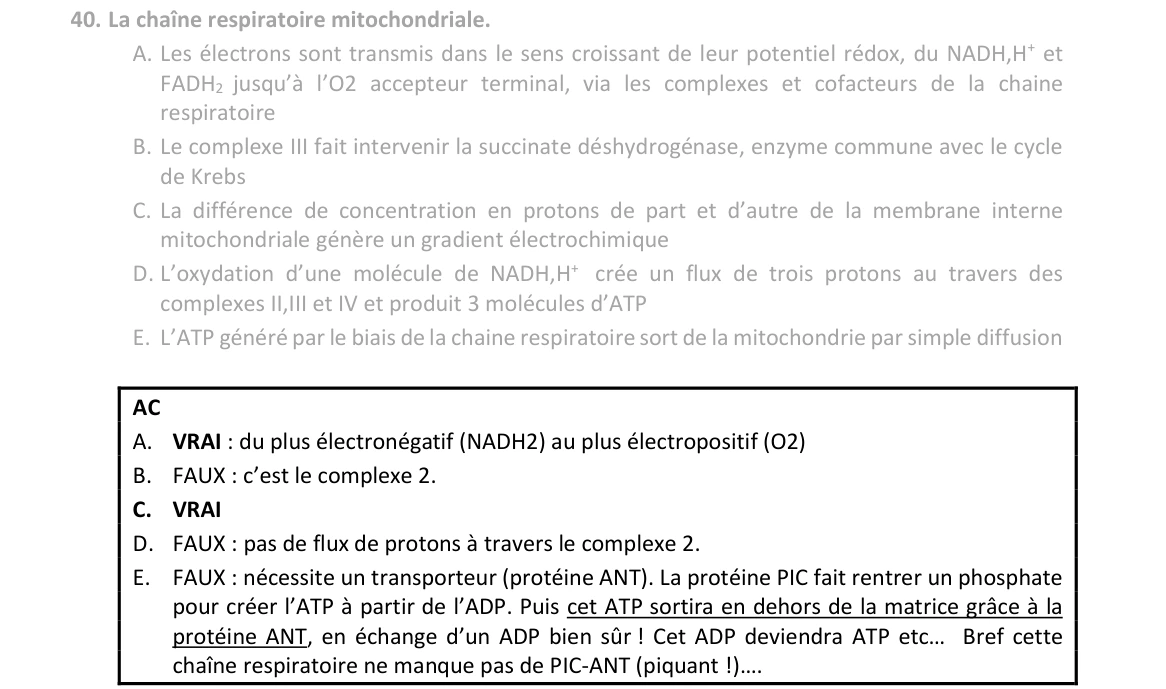 40. La chaîne respiratoire mitochondriale.
A. Les électrons sont transmis dans le sens croissant de leur potentiel rédox, du NADH,H⁺ et
FADH₂ jusqu’à l’O2 accepteur terminal, via les complexes et cofacteurs de la chaine
respiratoire
B. Le complexe III fait intervenir la succinate déshydrogénase, enzyme commune avec le cycle
de Krebs
C. La différence de concentration en protons de part et d’autre de la membrane interne
mitochondriale génère un gradient électrochimique
D. L’oxydation d’une molécule de NADH,H⁺ crée un flux de trois protons au travers des
complexes II,III et IV et produit 3 molécules d’ATP
E. L’ATP généré par le biais de la chaine respiratoire sort de la mitochondrie par simple diffusion
AC
A. VRAI : du plus électronégatif (NADH2) au plus électropositif (O2)
B. FAUX : c’est le complexe 2.
C. VRAI
D. FAUX : pas de flux de protons à travers le complexe 2.
E. FAUX : nécessite un transporteur (protéine ANT). La protéine PIC fait rentrer un phosphate
pour créer l’ATP à partir de l’ADP. Puis cet ATP sortira en dehors de la matrice grâce à la
protéine ANT, en échange d’un ADP bien sûr ! Cet ADP deviendra ATP etc… Bref cette
chaîne respiratoire ne manque pas de PIC-ANT (piquant !)….